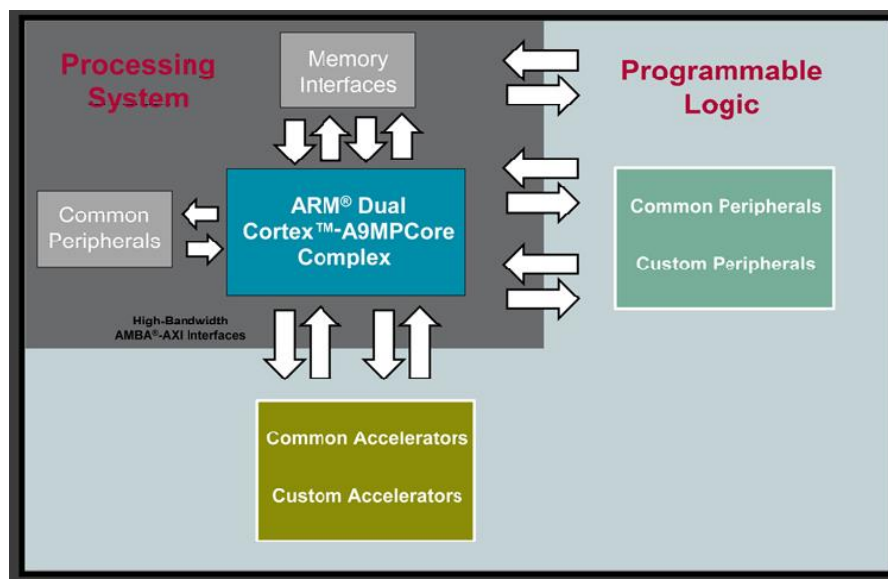 Processing
System
Memory
Interfaces
Programmable
Logic
Common
Peripherals
ARM® Dual
Cortex™-A9MPCore
Complex
Common Peripherals
Custom Peripherals
High-Bandwidth
AMBA®-AXI Interfaces
Common Accelerators
Custom Accelerators